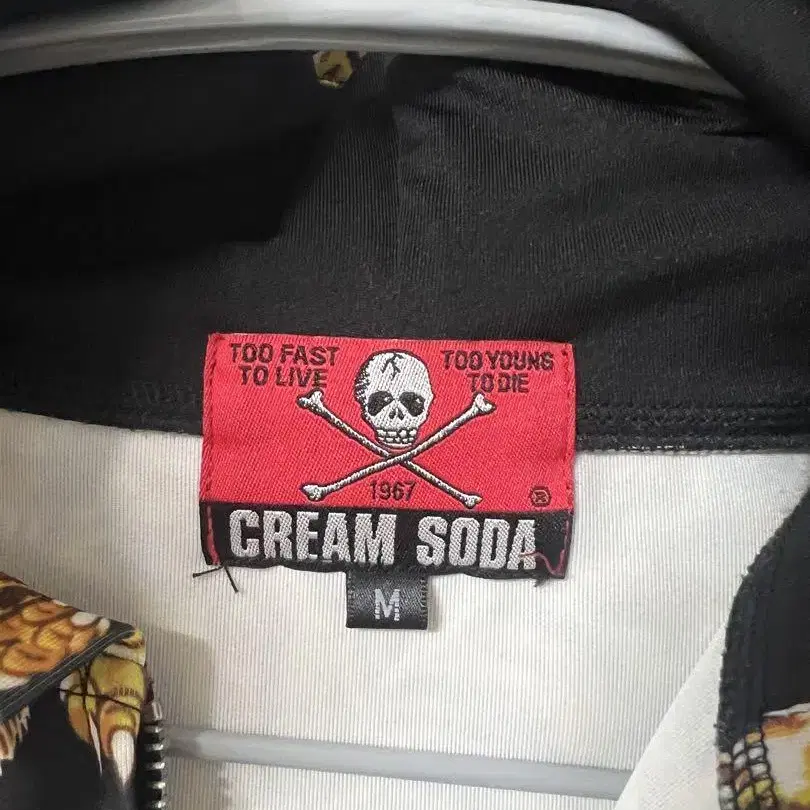 TOO FAST
TO LIVE
TOO YOUNG
TO DIE
1967
®
CREAM SODA
M